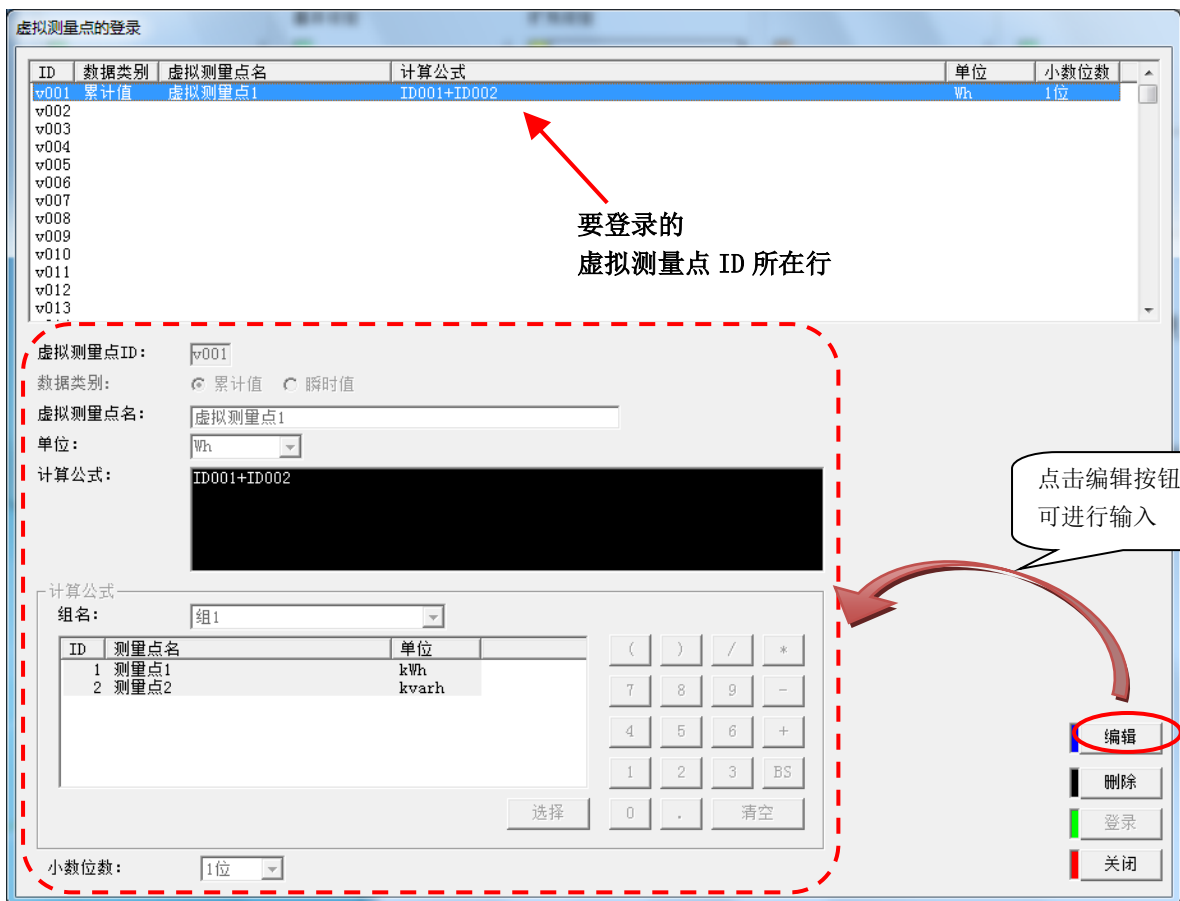 虚拟测量点的登录
ID 数据类别 虚拟测量点名 计算公式 单位 小数位数
v001 累计值 虚拟测量点1 ID001+ID002 Wh 1位
v002
v003
v004
v005
v006
v007
v008
v009
v010
v011
v012
v013
要登录的
虚拟测量点 ID 所在行
虚拟测量点ID: v001
数据类别: 累计值 瞬时值
虚拟测量点名: 虚拟测量点1
单位: Wh
计算公式: ID001+ID002
点击编辑按钮
可进行输入
计算公式
组名: 组1
ID 测量点名 单位
1 测量点1 kWh
2 测量点2 kvarh
( ) / *
7 8 9 -
4 5 6 +
1 2 3 BS
选择 0 . 清空
编辑
删除
登录
关闭
小数位数: 1位